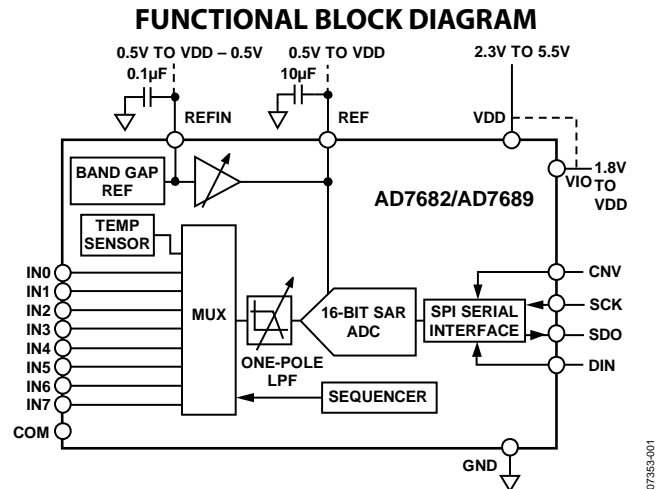 FUNCTIONAL BLOCK DIAGRAM
0.5V TO VDD – 0.5V
0.5V TO VDD
2.3V TO 5.5V
0.1µF
10µF
REFIN
REF
VDD
BAND GAP
REF
AD7682/AD7689
VIO
1.8V
TO
VDD
TEMP
SENSOR
IN0
IN1
IN2
IN3
IN4
IN5
IN6
IN7
COM
MUX
ONE-POLE
LPF
16-BIT SAR
ADC
SPI SERIAL
INTERFACE
SEQUENCER
CNV
SCK
SDO
DIN
GND
07353-001